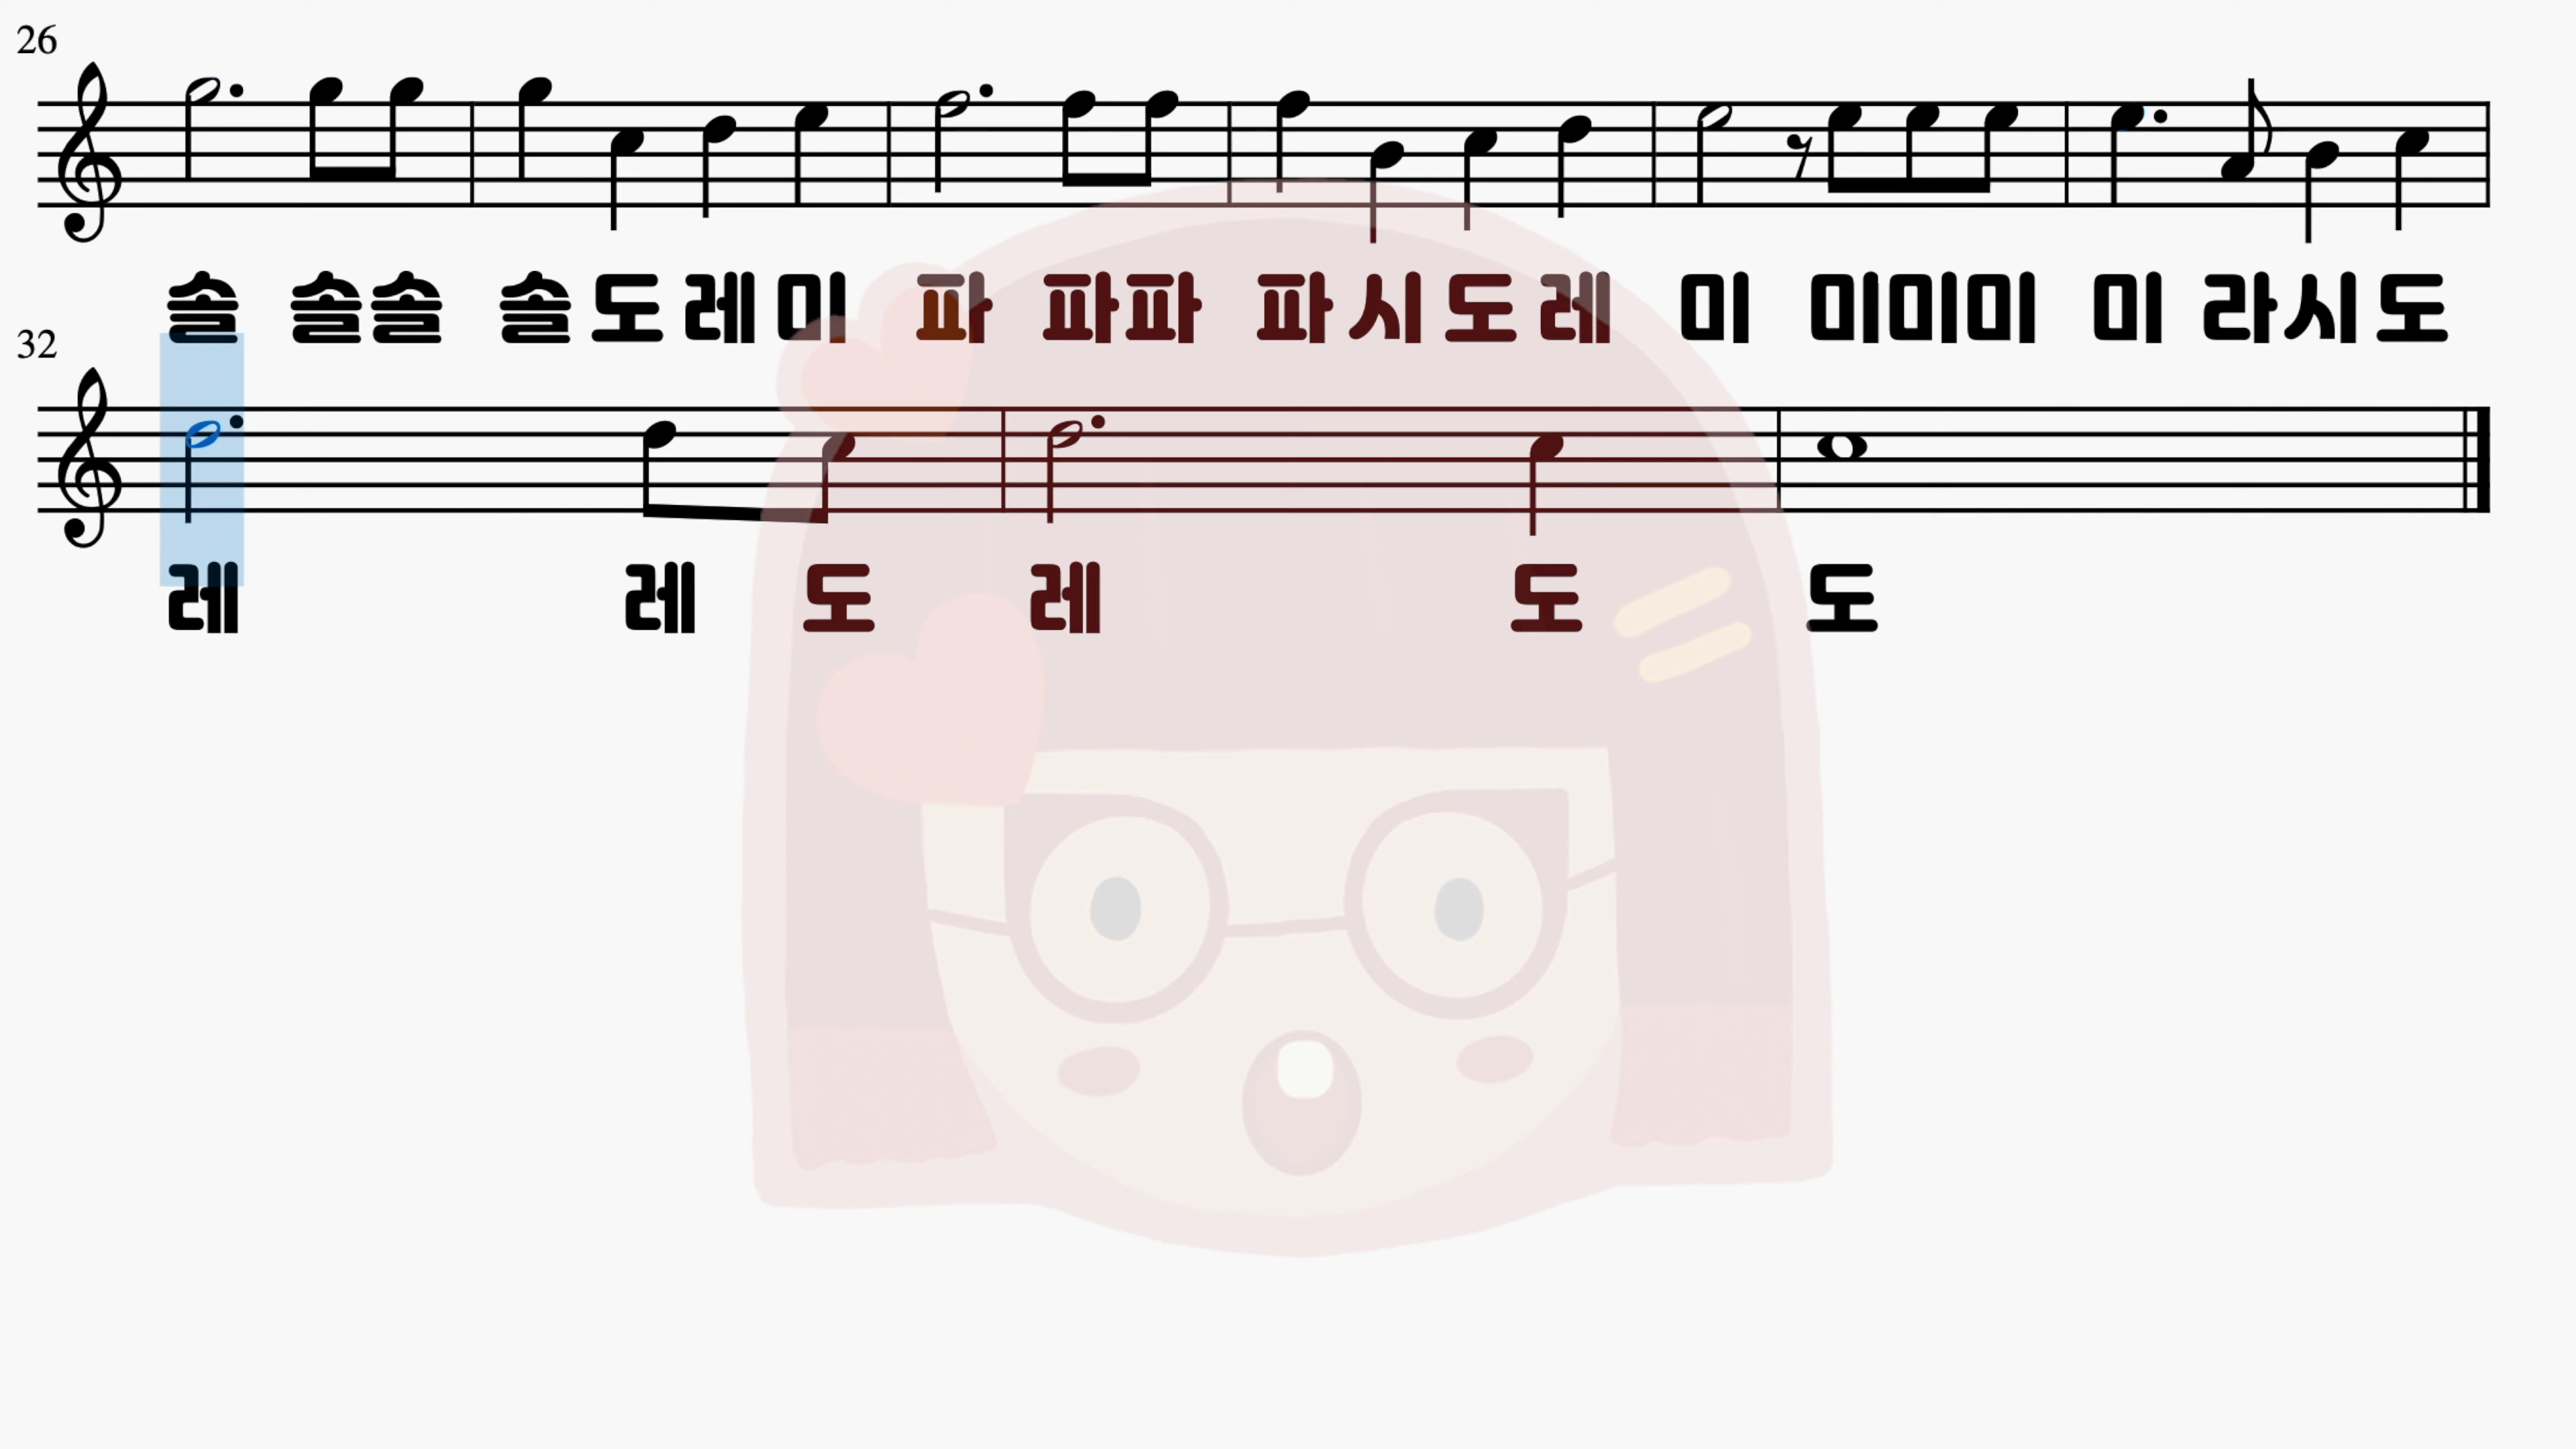 26
솔 솔솔 솔 도 레 미 파 파파 파 시 도 레 미 미미미 미 라 시 도
32
레 레 도 레 도 도